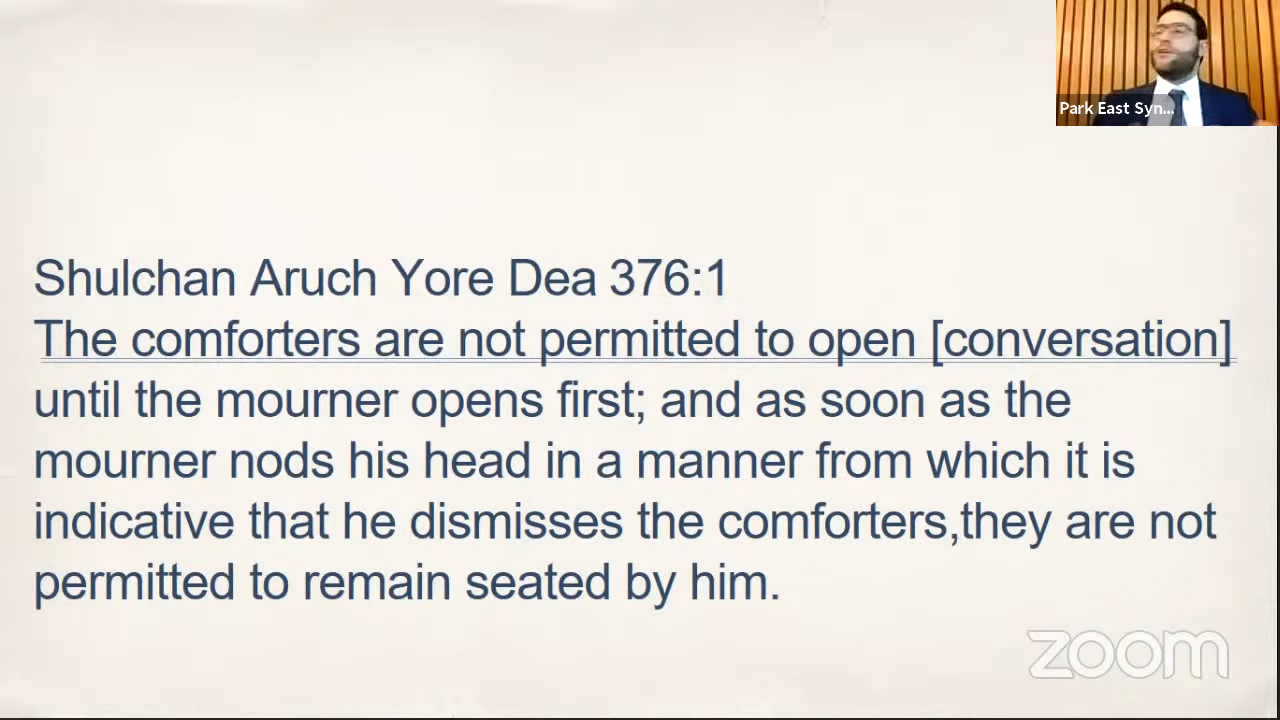 Park East Syn...
Shulchan Aruch Yore Dea 376:1
The comforters are not permitted to open [conversation]
until the mourner opens first; and as soon as the
mourner nods his head in a manner from which it is
indicative that he dismisses the comforters,they are not
permitted to remain seated by him.
zoom